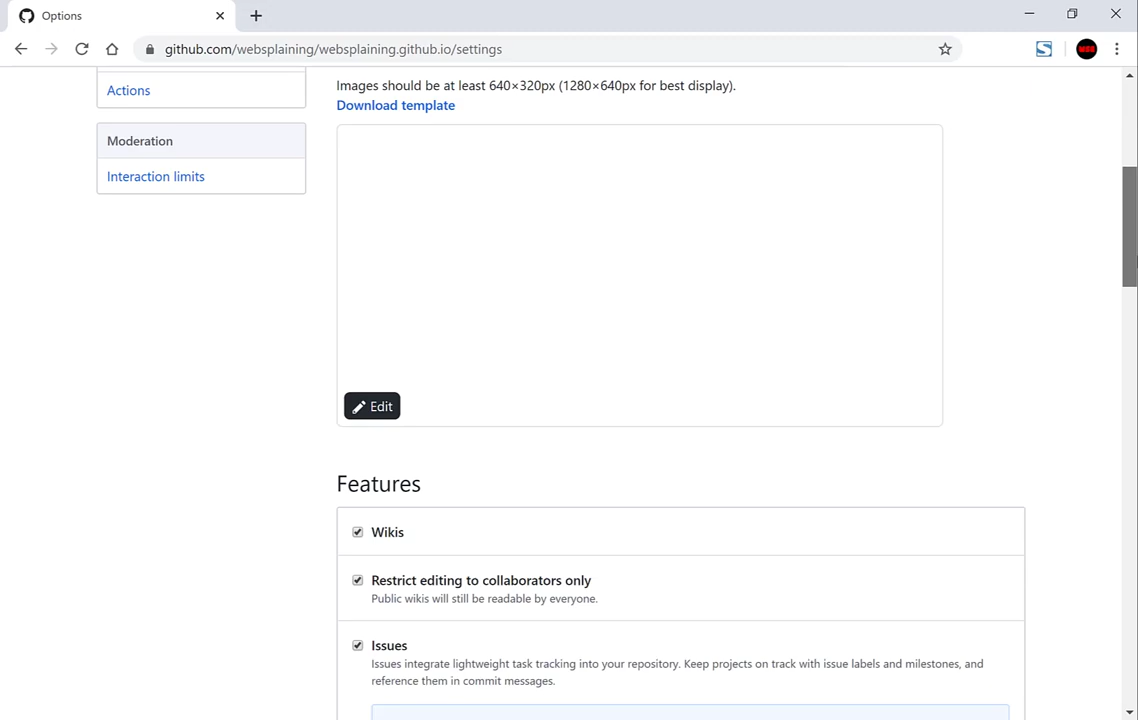 Options
github.com/websplaining/websplaining.github.io/settings
Images should be at least 640×320px (1280×640px for best display).
Actions
Download template
Moderation
Interaction limits
Edit
Features
Wikis
Restrict editing to collaborators only
Public wikis will still be readable by everyone.
Issues
Issues integrate lightweight task tracking into your repository. Keep projects on track with issue labels and milestones, and
reference them in commit messages.